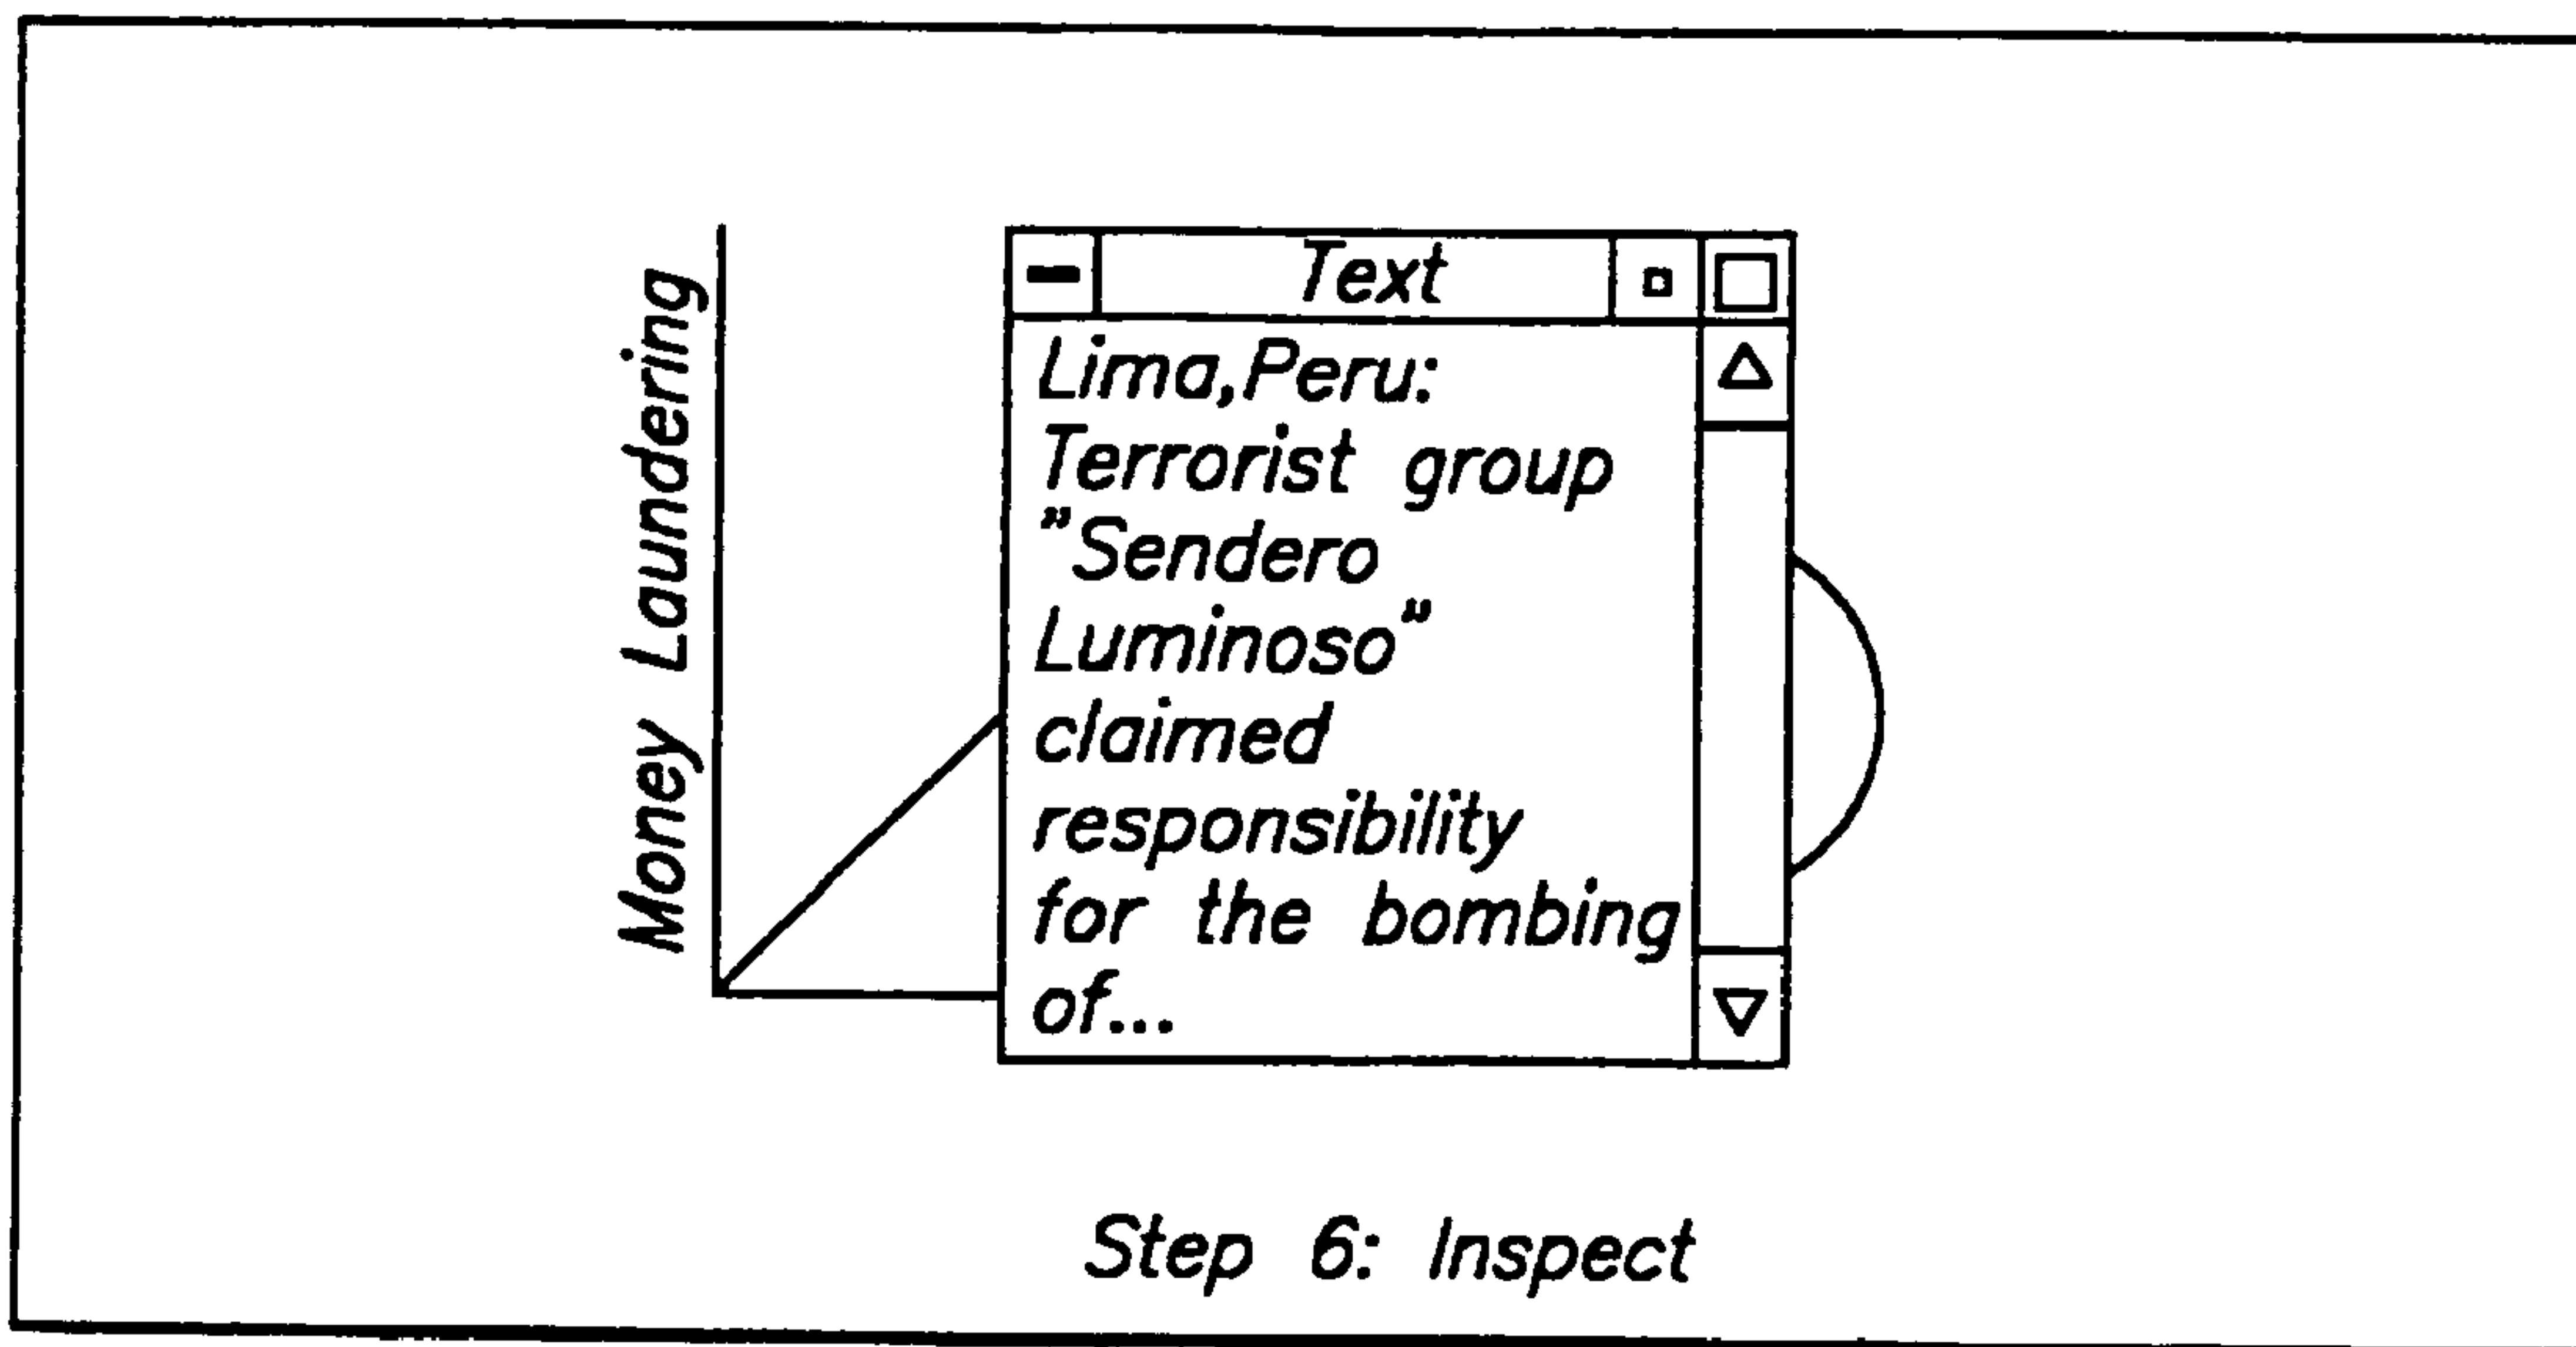 Money Laundering
Text
Lima,Peru:
Terrorist group
"Sendero
Luminoso"
claimed
responsibility
for the bombing
of...
Step 6: Inspect